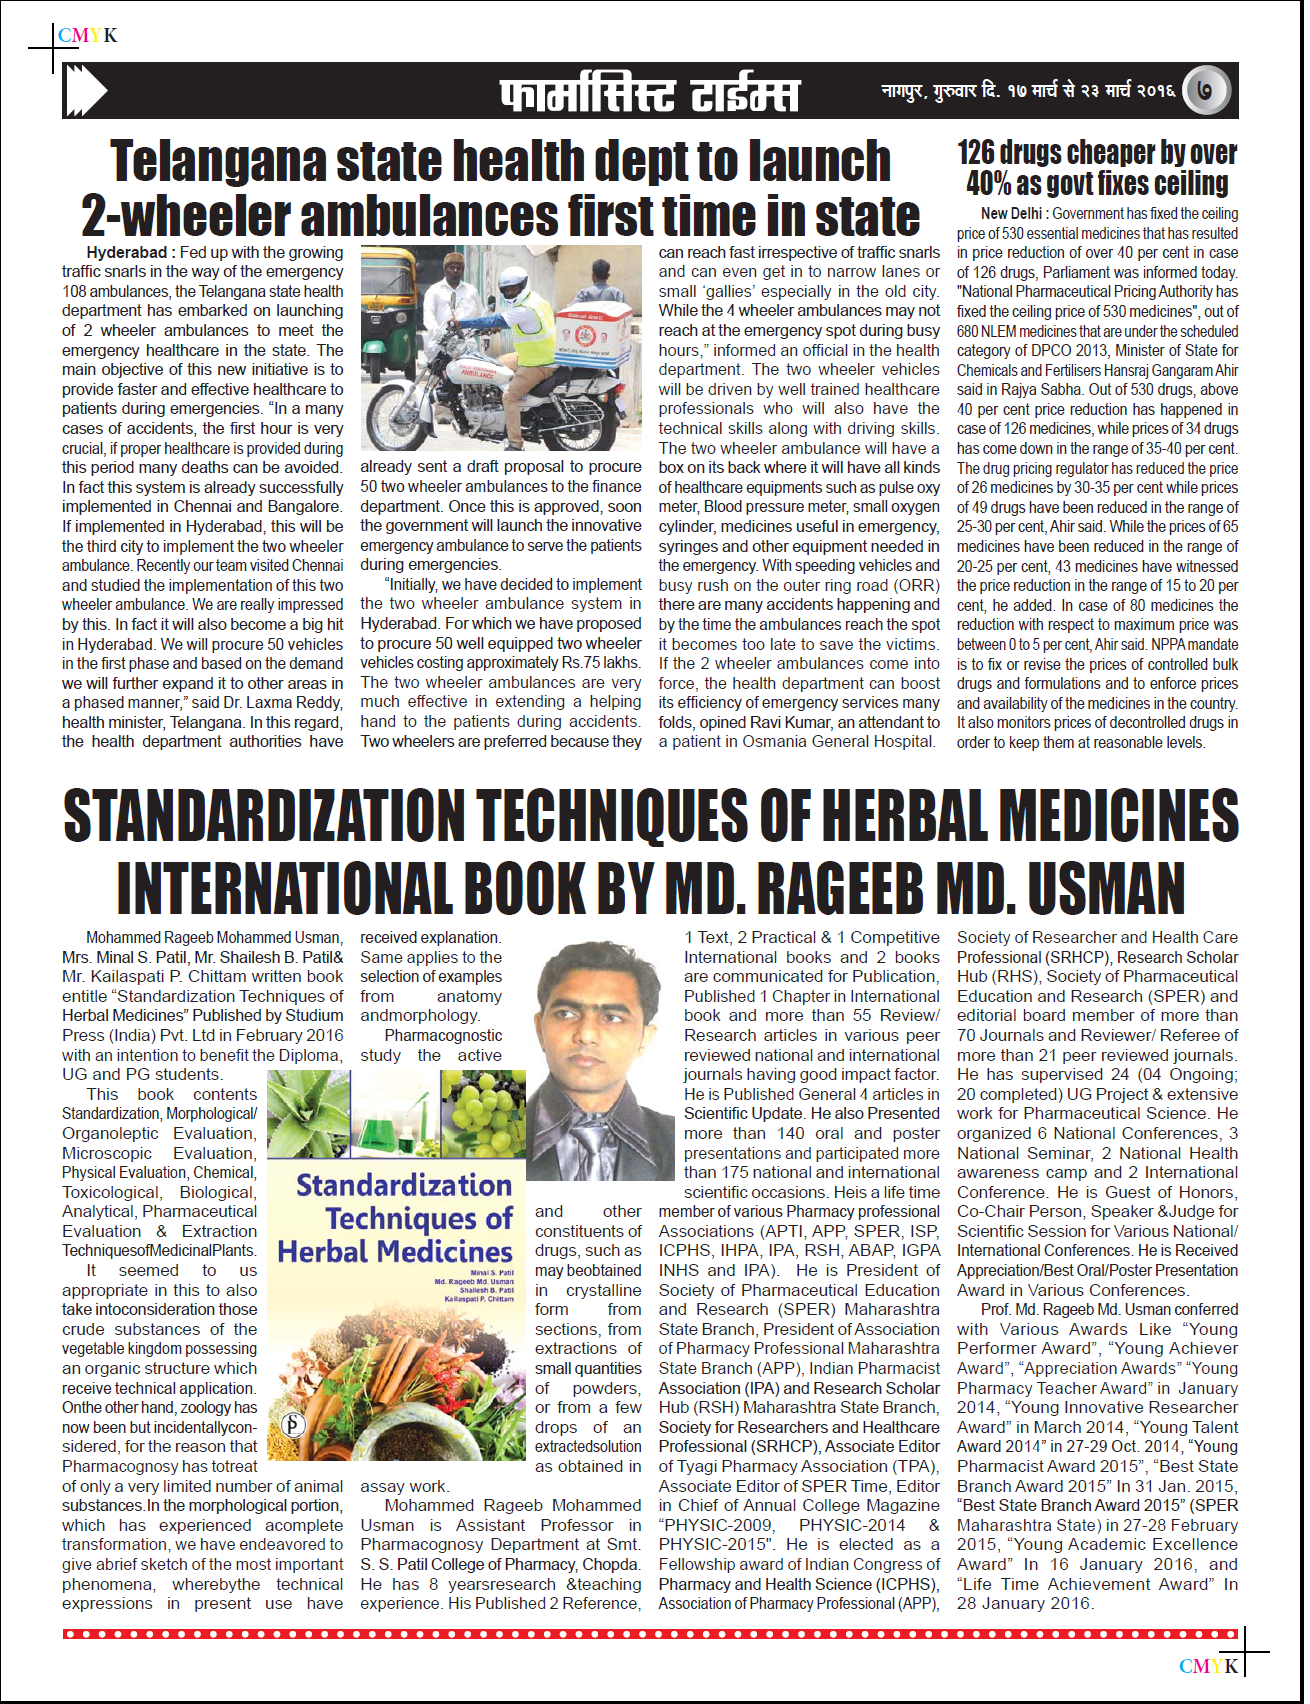 CMYK
फार्मासिस्ट टाईम्स
नागपुर, गुरुवार दि. १७ मार्च से २३ मार्च २०१६
७
Telangana state health dept to launch
2-wheeler ambulances first time in state
Hyderabad : Fed up with the growing
traffic snarls in the way of the emergency
108 ambulances, the Telangana state health
department has embarked on launching
of 2 wheeler ambulances to meet the
emergency healthcare in the state. The
main objective of this new initiative is to
provide faster and effective healthcare to
patients during emergencies. “In a many
cases of accidents, the first hour is very
crucial, if proper healthcare is provided during
this period many deaths can be avoided.
In fact this system is already successfully
implemented in Chennai and Bangalore.
If implemented in Hyderabad, this will be
the third city to implement the two wheeler
ambulance. Recently our team visited Chennai
and studied the implementation of this two
wheeler ambulance. We are really impressed
by this. In fact it will also become a big hit
in Hyderabad. We will procure 50 vehicles
in the first phase and based on the demand
we will further expand it to other areas in
a phased manner,” said Dr. Laxma Reddy,
health minister, Telangana. In this regard,
the health department authorities have
AMBULANCE
already sent a draft proposal to procure
50 two wheeler ambulances to the finance
department. Once this is approved, soon
the government will launch the innovative
emergency ambulance to serve the patients
during emergencies.
“Initially, we have decided to implement
the two wheeler ambulance system in
Hyderabad. For which we have proposed
to procure 50 well equipped two wheeler
vehicles costing approximately Rs.75 lakhs.
The two wheeler ambulances are very
much effective in extending a helping
hand to the patients during accidents.
Two wheelers are preferred because they
can reach fast irrespective of traffic snarls
and can even get in to narrow lanes or
small ‘gallies’ especially in the old city.
While the 4 wheeler ambulances may not
reach at the emergency spot during busy
hours,” informed an official in the health
department. The two wheeler vehicles
will be driven by well trained healthcare
professionals who will also have the
technical skills along with driving skills.
The two wheeler ambulance will have a
box on its back where it will have all kinds
of healthcare equipments such as pulse oxy
meter, Blood pressure meter, small oxygen
cylinder, medicines useful in emergency,
syringes and other equipment needed in
the emergency. With speeding vehicles and
busy rush on the outer ring road (ORR)
there are many accidents happening and
by the time the ambulances reach the spot
it becomes too late to save the victims.
If the 2 wheeler ambulances come into
force, the health department can boost
its efficiency of emergency services many
folds, opined Ravi Kumar, an attendant to
a patient in Osmania General Hospital.
126 drugs cheaper by over
40% as govt fixes ceiling
New Delhi : Government has fixed the ceiling
price of 530 essential medicines that has resulted
in price reduction of over 40 per cent in case
of 126 drugs, Parliament was informed today.
"National Pharmaceutical Pricing Authority has
fixed the ceiling price of 530 medicines", out of
680 NLEM medicines that are under the scheduled
category of DPCO 2013, Minister of State for
Chemicals and Fertilisers Hansraj Gangaram Ahir
said in Rajya Sabha. Out of 530 drugs, above
40 per cent price reduction has happened in
case of 126 medicines, while prices of 34 drugs
has come down in the range of 35-40 per cent.
The drug pricing regulator has reduced the price
of 26 medicines by 30-35 per cent while prices
of 49 drugs have been reduced in the range of
25-30 per cent, Ahir said. While the prices of 65
medicines have been reduced in the range of
20-25 per cent, 43 medicines have witnessed
the price reduction in the range of 15 to 20 per
cent, he added. In case of 80 medicines the
reduction with respect to maximum price was
between 0 to 5 per cent, Ahir said. NPPA mandate
is to fix or revise the prices of controlled bulk
drugs and formulations and to enforce prices
and availability of the medicines in the country.
It also monitors prices of decontrolled drugs in
order to keep them at reasonable levels.
STANDARDIZATION TECHNIQUES OF HERBAL MEDICINES
INTERNATIONAL BOOK BY MD. RAGEEB MD. USMAN
Mohammed Rageeb Mohammed Usman,
Mrs. Minal S. Patil, Mr. Shailesh B. Patil&
Mr. Kailaspati P. Chittam written book
entitle “Standardization Techniques of
Herbal Medicines” Published by Studium
Press (India) Pvt. Ltd in February 2016
with an intention to benefit the Diploma,
UG and PG students.
This book contents
Standardization, Morphological/
Organoleptic Evaluation,
Microscopic Evaluation,
Physical Evaluation, Chemical,
Toxicological, Biological,
Analytical, Pharmaceutical
Evaluation & Extraction
TechniquesofMedicinalPlants.
It seemed to us
appropriate in this to also
take intoconsideration those
crude substances of the
vegetable kingdom possessing
an organic structure which
receive technical application.
Onthe other hand, zoology has
now been but incidentallycon-
sidered, for the reason that
Pharmacognosy has totreat
of only a very limited number of animal
substances.In the morphological portion,
which has experienced acomplete
transformation, we have endeavored to
give abrief sketch of the most important
phenomena, wherebythe technical
expressions in present use have
received explanation.
Same applies to the
selection of examples
from anatomy
andmorphology.
Pharmacognostic
study the active
Standardization
Techniques of
Herbal Medicines
Minal S. Patil
Md. Rageeb Md. Usman
Shailesh B. Patil
Kailaspati P. Chittam
SP
and other
constituents of
drugs, such as
may beobtained
in crystalline
form from
sections, from
extractions of
small quantities
of powders,
or from a few
drops of an
extractedsolution
as obtained in
assay work.
Mohammed Rageeb Mohammed
Usman is Assistant Professor in
Pharmacognosy Department at Smt.
S. S. Patil College of Pharmacy, Chopda.
He has 8 yearsresearch &teaching
experience. His Published 2 Reference,
1 Text, 2 Practical & 1 Competitive
International books and 2 books
are communicated for Publication,
Published 1 Chapter in International
book and more than 55 Review/
Research articles in various peer
reviewed national and international
journals having good impact factor.
He is Published General 4 articles in
Scientific Update. He also Presented
more than 140 oral and poster
presentations and participated more
than 175 national and international
scientific occasions. Heis a life time
member of various Pharmacy professional
Associations (APTI, APP, SPER, ISP,
ICPHS, IHPA, IPA, RSH, ABAP, IGPA
INHS and IPA). He is President of
Society of Pharmaceutical Education
and Research (SPER) Maharashtra
State Branch, President of Association
of Pharmacy Professional Maharashtra
State Branch (APP), Indian Pharmacist
Association (IPA) and Research Scholar
Hub (RSH) Maharashtra State Branch,
Society for Researchers and Healthcare
Professional (SRHCP), Associate Editor
of Tyagi Pharmacy Association (TPA),
Associate Editor of SPER Time, Editor
in Chief of Annual College Magazine
“PHYSIC-2009, PHYSIC-2014 &
PHYSIC-2015". He is elected as a
Fellowship award of Indian Congress of
Pharmacy and Health Science (ICPHS),
Association of Pharmacy Professional (APP),
Society of Researcher and Health Care
Professional (SRHCP), Research Scholar
Hub (RHS), Society of Pharmaceutical
Education and Research (SPER) and
editorial board member of more than
70 Journals and Reviewer/ Referee of
more than 21 peer reviewed journals.
He has supervised 24 (04 Ongoing;
20 completed) UG Project & extensive
work for Pharmaceutical Science. He
organized 6 National Conferences, 3
National Seminar, 2 National Health
awareness camp and 2 International
Conference. He is Guest of Honors,
Co-Chair Person, Speaker &Judge for
Scientific Session for Various National/
International Conferences. He is Received
Appreciation/Best Oral/Poster Presentation
Award in Various Conferences.
Prof. Md. Rageeb Md. Usman conferred
with Various Awards Like “Young
Performer Award”, “Young Achiever
Award”, “Appreciation Awards” “Young
Pharmacy Teacher Award” in January
2014, “Young Innovative Researcher
Award” in March 2014, “Young Talent
Award 2014” in 27-29 Oct. 2014, “Young
Pharmacist Award 2015”, “Best State
Branch Award 2015” In 31 Jan. 2015,
“Best State Branch Award 2015” (SPER
Maharashtra State) in 27-28 February
2015, “Young Academic Excellence
Award” In 16 January 2016, and
“Life Time Achievement Award” In
28 January 2016.
CMYK